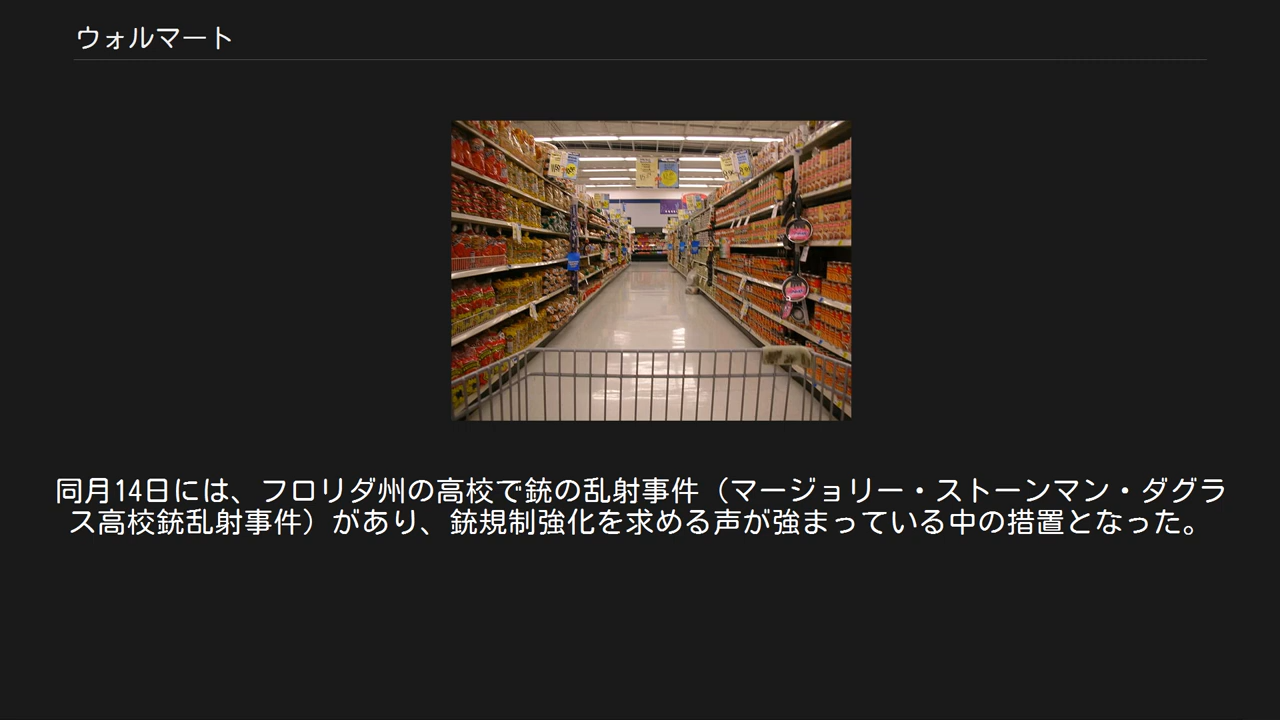 ウォルマート
同月14日には、フロリダ州の高校で銃の乱射事件（マージョリー・ストーンマン・ダグラ
ス高校銃乱射事件）があり、銃規制強化を求める声が強まっている中の措置となった。